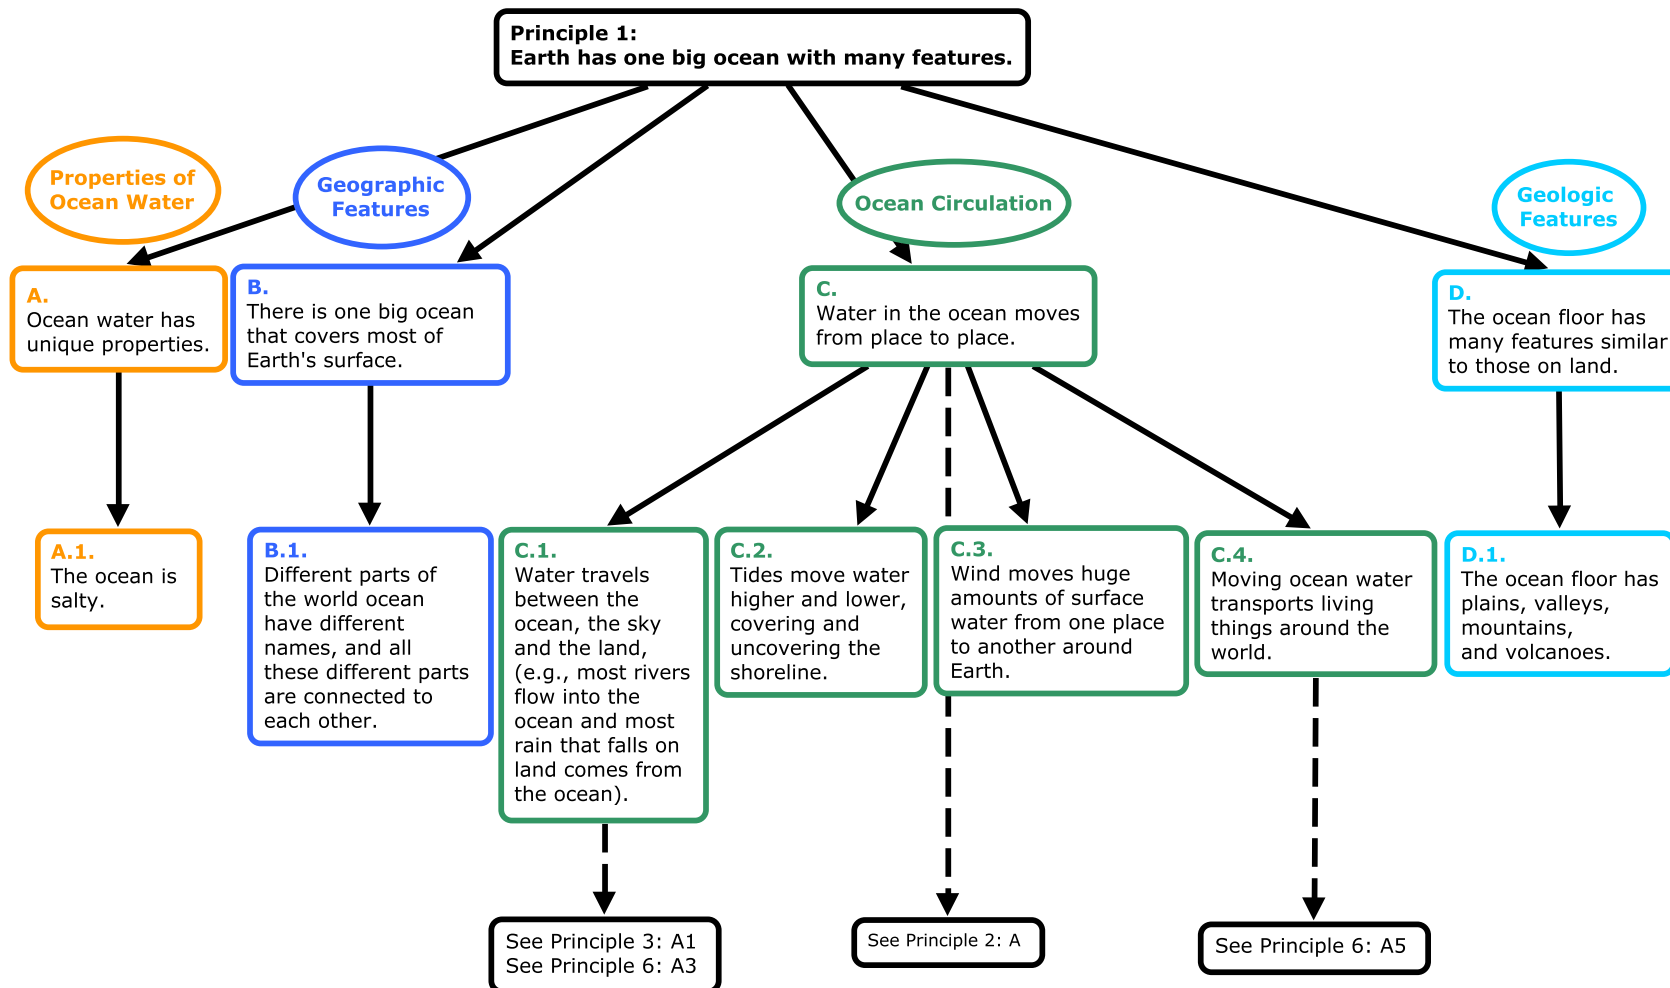 Principle 1:
Earth has one big ocean with many features.
Properties of
Ocean Water
Geographic
Features
Ocean Circulation
Geologic
Features
A.
Ocean water has
unique properties.
B.
There is one big ocean
that covers most of
Earth's surface.
C.
Water in the ocean moves
from place to place.
D.
The ocean floor has
many features similar
to those on land.
A.1.
The ocean is
salty.
B.1.
Different parts of
the world ocean
have different
names, and all
these different parts
are connected to
each other.
C.1.
Water travels
between the
ocean, the sky
and the land,
(e.g., most rivers
flow into the
ocean and most
rain that falls on
land comes from
the ocean).
C.2.
Tides move water
higher and lower,
covering and
uncovering the
shoreline.
C.3.
Wind moves huge
amounts of surface
water from one place
to another around
Earth.
C.4.
Moving ocean water
transports living
things around the
world.
D.1.
The ocean floor has
plains, valleys,
mountains,
and volcanoes.
See Principle 3: A1
See Principle 6: A3
See Principle 2: A
See Principle 6: A5